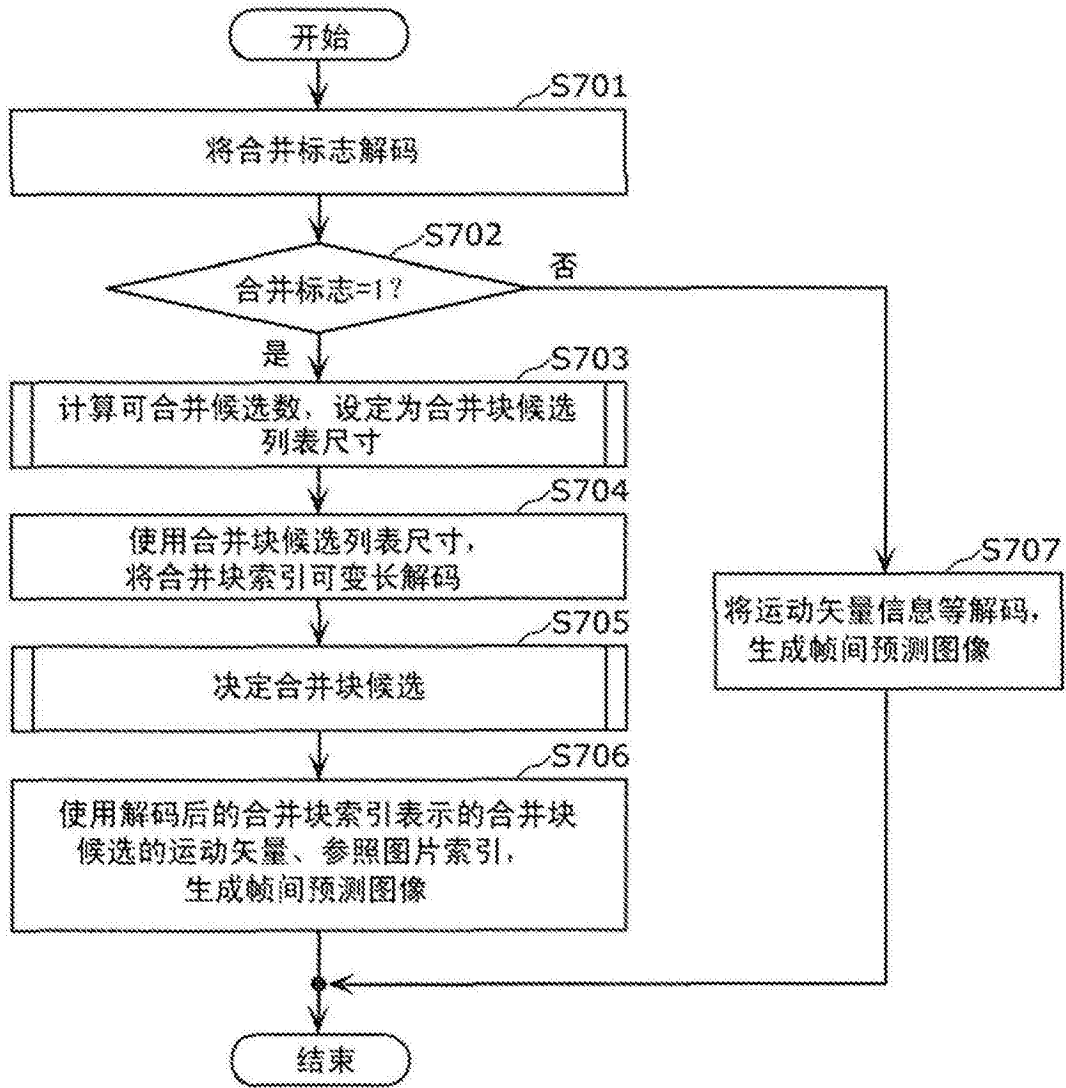 开始
S701
将合并标志解码
S702
合并标志=1?
否
是
S703
计算可合并候选数、设定为合并块候选
列表尺寸
S704
使用合并块候选列表尺寸，
将合并块索引可变长解码
S707
将运动矢量信息等解码，
生成帧间预测图像
S705
决定合并块候选
S706
使用解码后的合并块索引表示的合并块
候选的运动矢量、参照图片索引，
生成帧间预测图像
结束